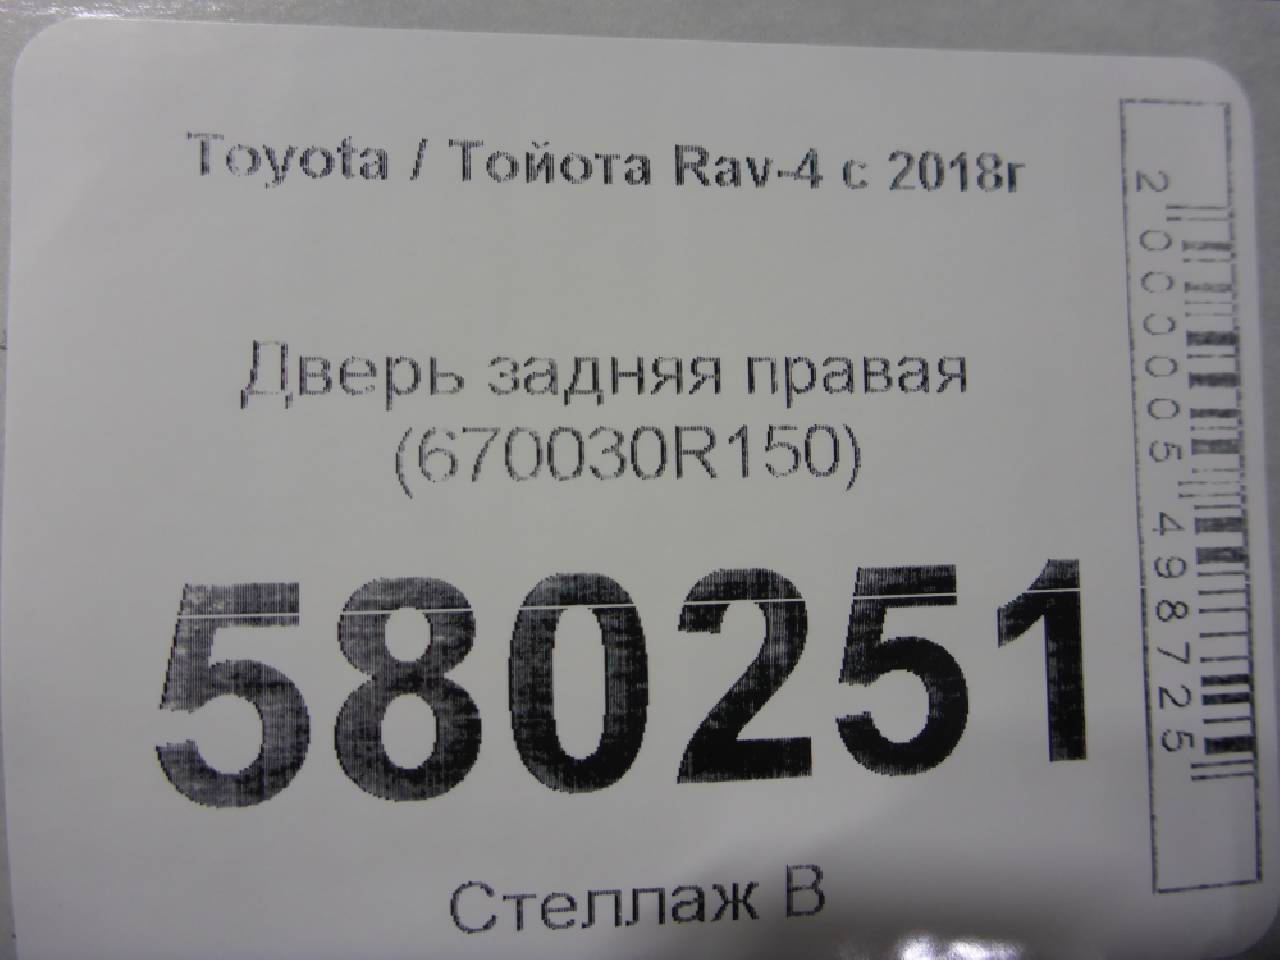 Toyota / Тойота Rav-4 с 2018г
Дверь задняя правая
(670030R150)
580251
Стеллаж В
2000005498725